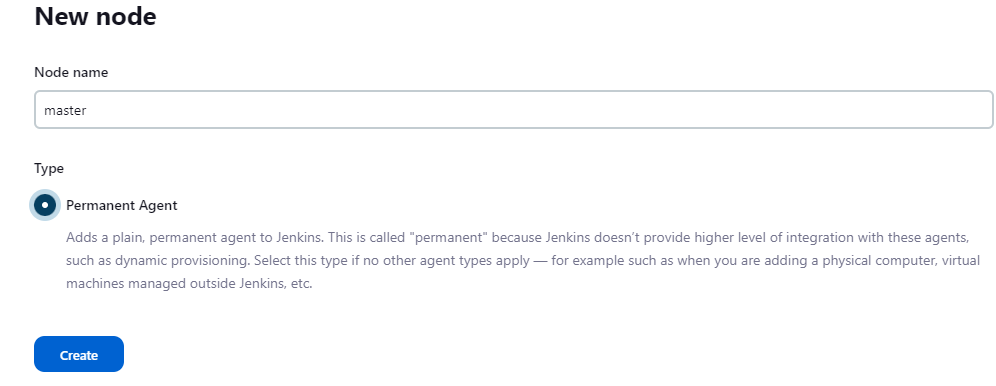 New node
Node name
master
Type
Permanent Agent
Adds a plain, permanent agent to Jenkins. This is called "permanent" because Jenkins doesn’t provide higher level of integration with these agents,
such as dynamic provisioning. Select this type if no other agent types apply — for example such as when you are adding a physical computer, virtual
machines managed outside Jenkins, etc.
Create